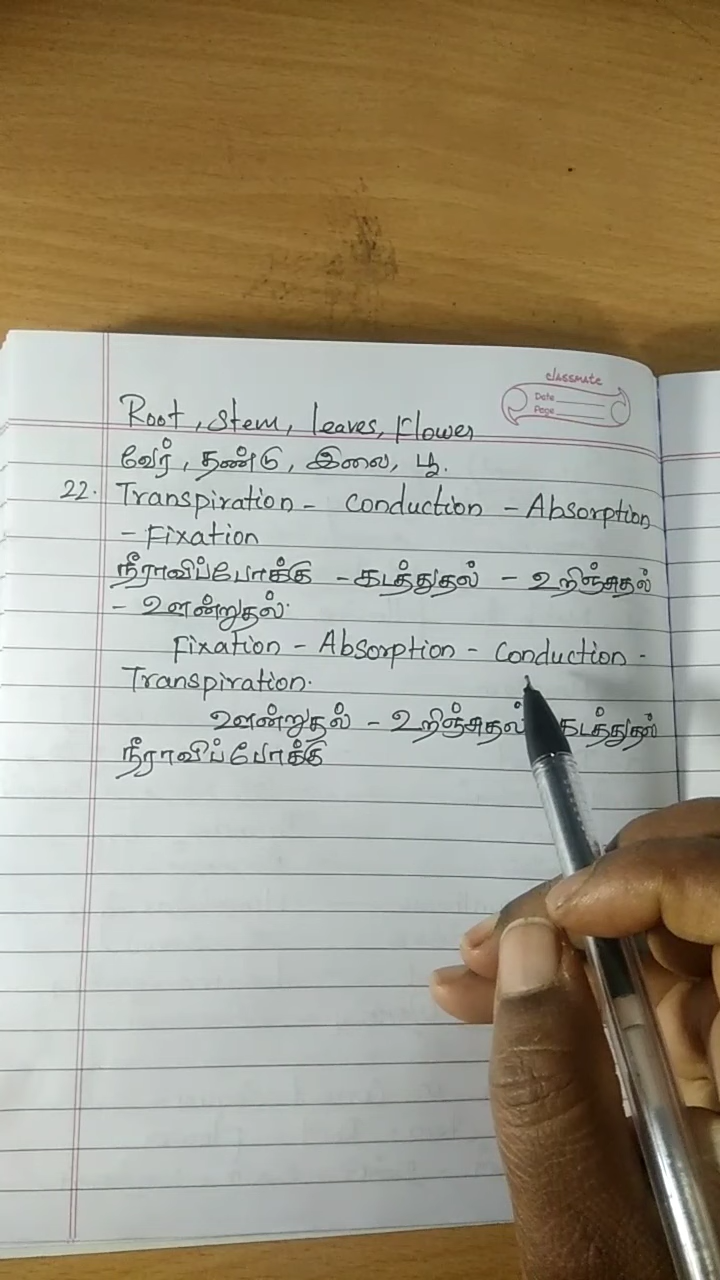 classmate
Date
Page
Root, Stem, leaves, Flower
வேர், தண்டு, இலை, பூ.
22. Transpiration - Conduction - Absorption
- Fixation
நீராவிப்போக்கு - கடத்துதல் - உறிஞ்சுதல்
- ஊன்றுதல்.
Fixation - Absorption - Conduction -
Transpiration.
ஊன்றுதல் - உறிஞ்சுதல் கடத்துதல்
நீராவிப்போக்கு